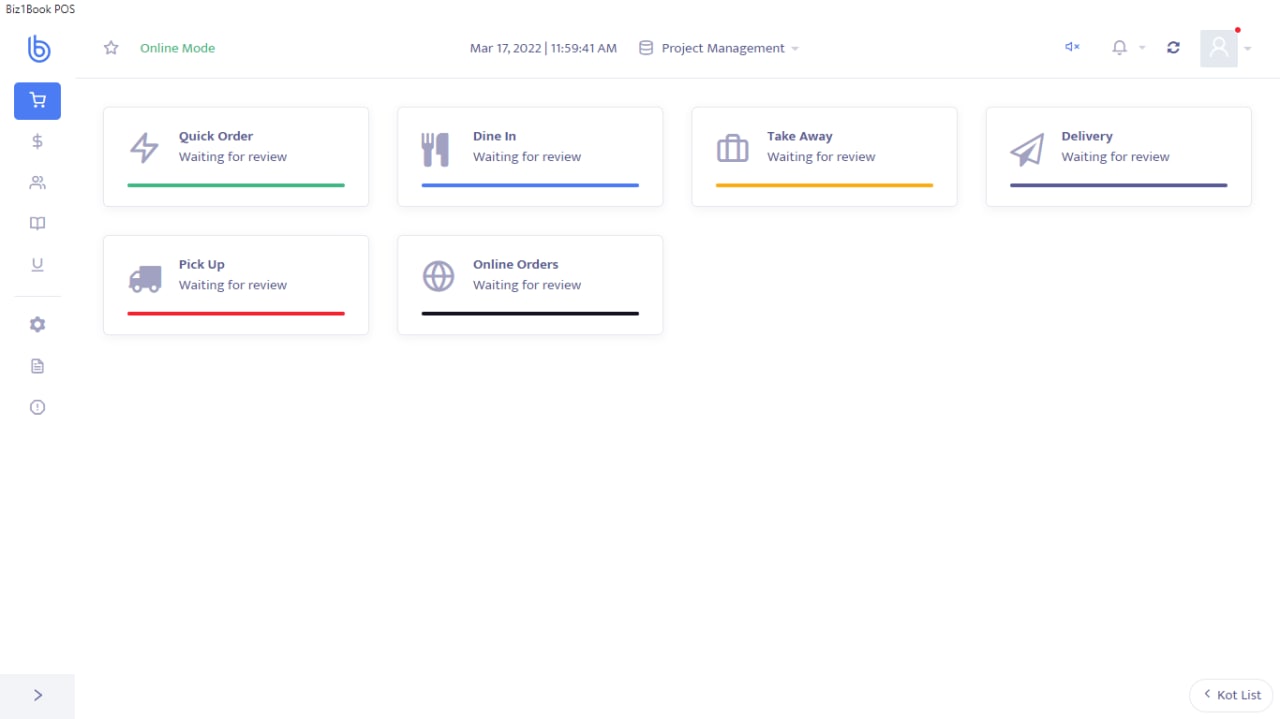 Biz1Book POS
Online Mode
Mar 17, 2022 | 11:59:41 AM
Project Management
Quick Order
Waiting for review
Dine In
Waiting for review
Take Away
Waiting for review
Delivery
Waiting for review
Pick Up
Waiting for review
Online Orders
Waiting for review
Kot List